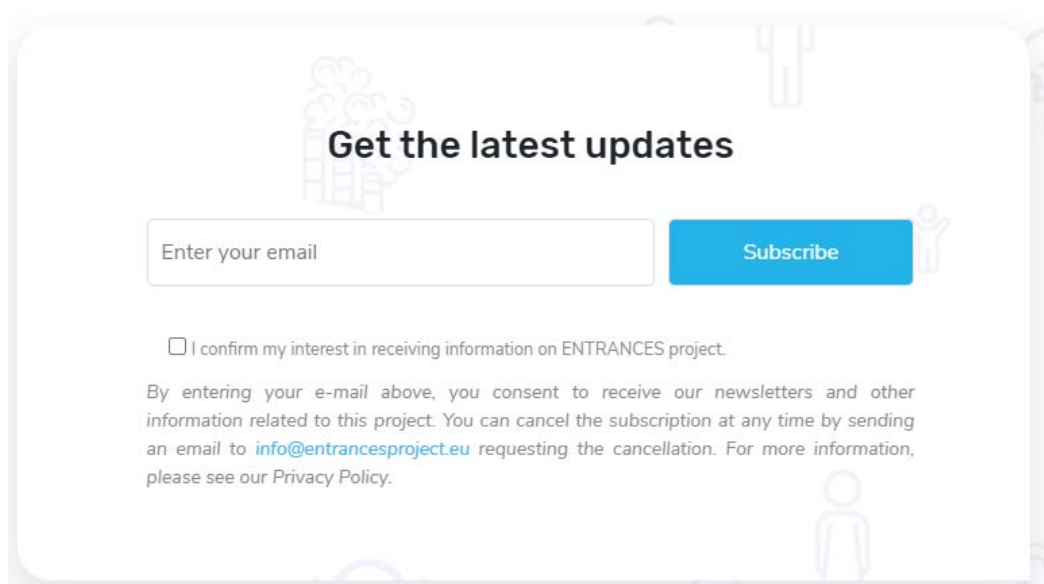 Get the latest updates
Enter your email
Subscribe
I confirm my interest in receiving information on ENTRANCES project.
By entering your e-mail above, you consent to receive our newsletters and other
information related to this project. You can cancel the subscription at any time by sending
an email to info@entrancesproject.eu requesting the cancellation. For more information,
please see our Privacy Policy.